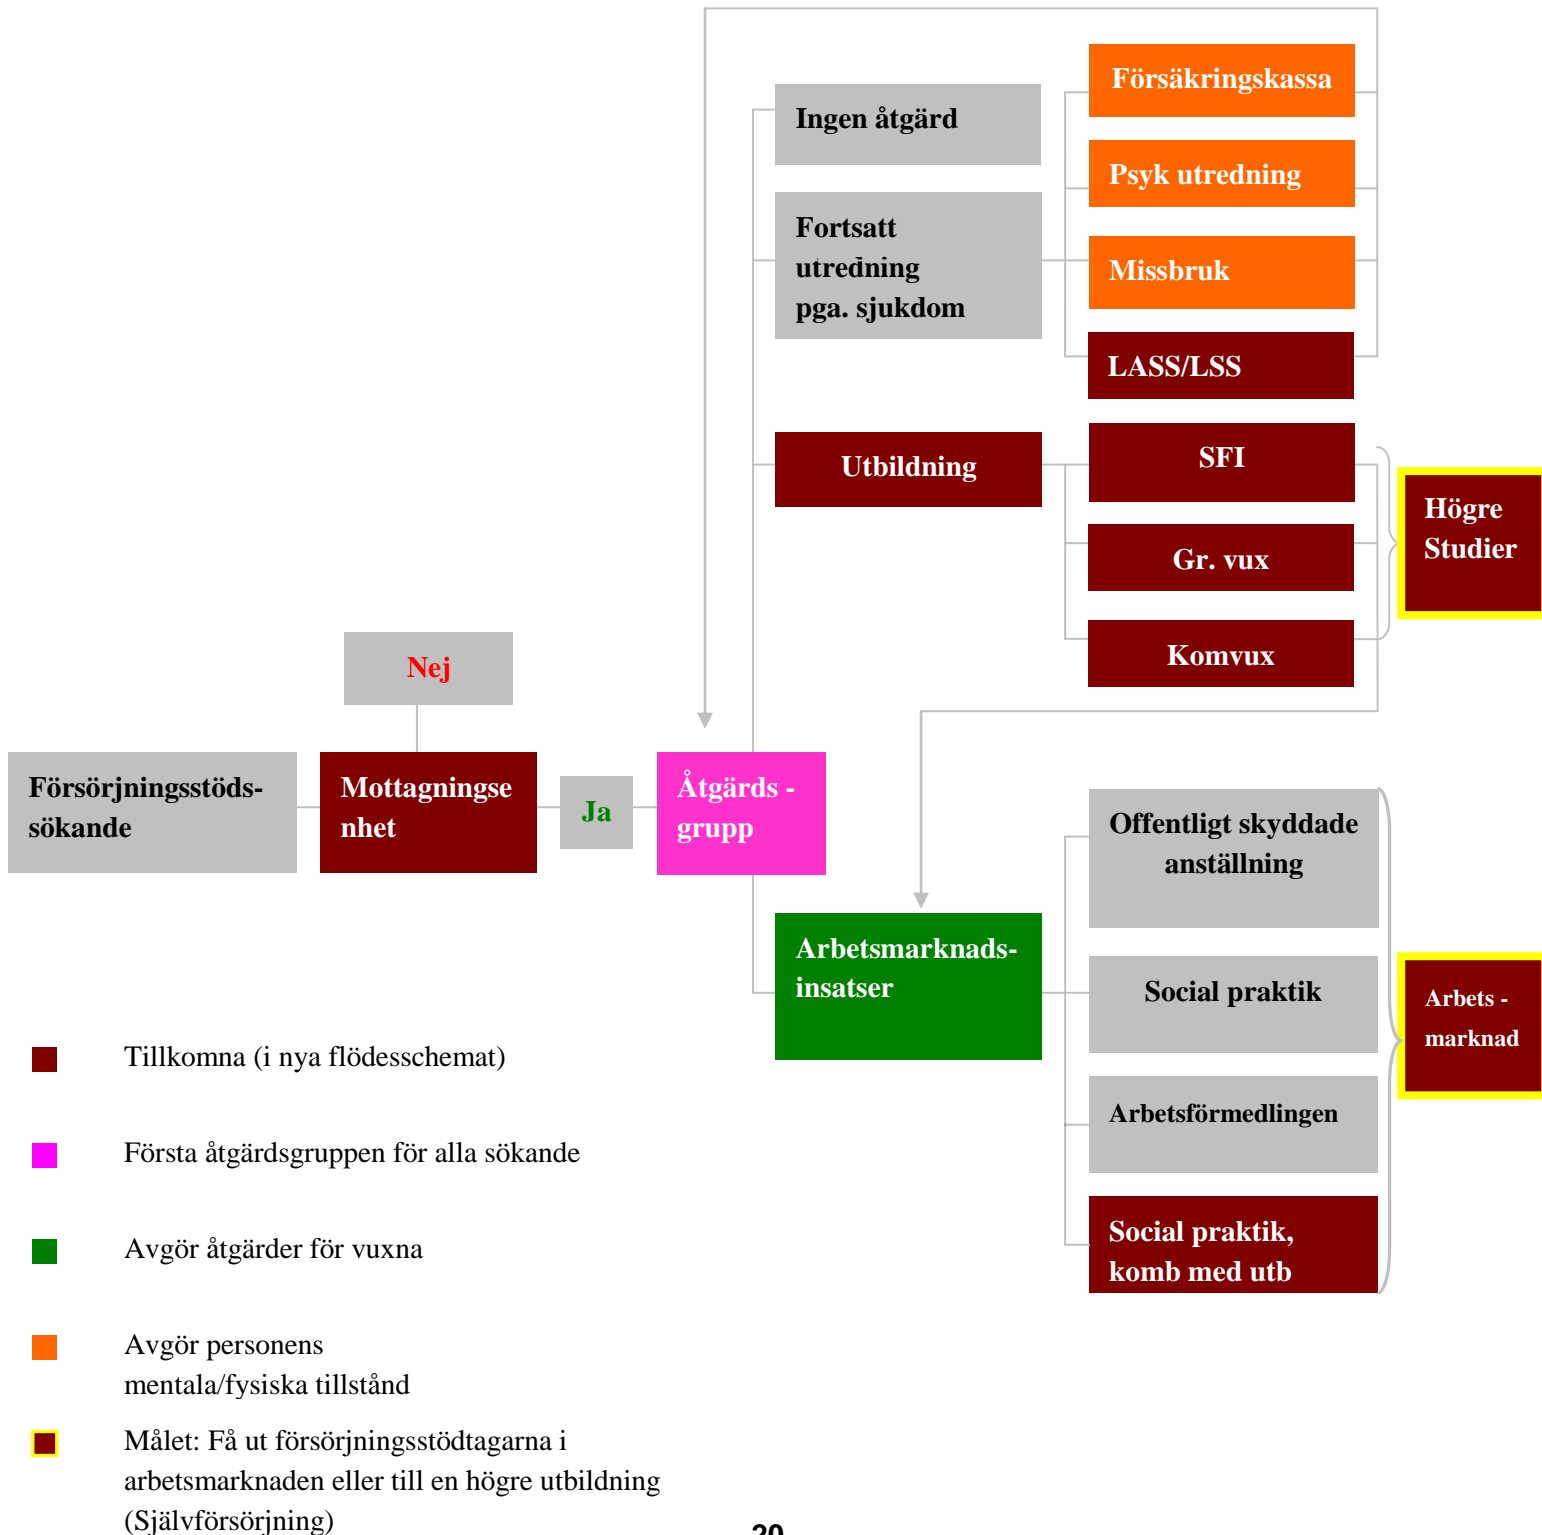 Försäkringskassa
Ingen åtgärd
Psyk utredning
Fortsatt
utredning
pga. sjukdom
Missbruk
LASS/LSS
Utbildning
SFI
Gr. vux
Komvux
Högre
Studier
Nej
Försörjningsstöds-
sökande
Mottagningse
nhet
Ja
Åtgärds -
grupp
Arbetsmarknads-
insatser
Offentligt skyddade
anställning
Social praktik
Arbetsförmedlingen
Social praktik,
komb med utb
Arbets -
marknad
Tillkomna (i nya flödesschemat)
Första åtgärdsgruppen för alla sökande
Avgör åtgärder för vuxna
Avgör personens
mentala/fysiska tillstånd
Målet: Få ut försörjningsstödtagarna i
arbetsmarknaden eller till en högre utbildning
(Självförsörjning)
20